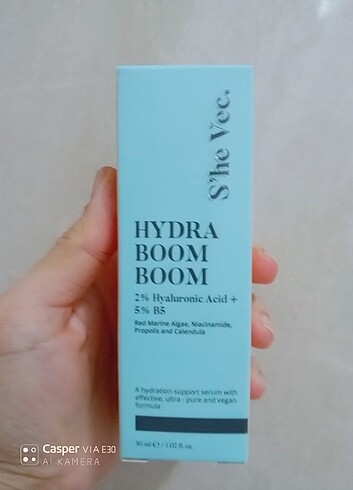 S'he Vec.
HYDRA
BOOM
BOOM
2% Hyaluronic Acid +
5% B5
Red Marine Algae, Niacinamide,
Propolis and Calendula
A hydration support serum with
effective, ultra - pure and vegan
formula
30 ml ℮ / 1.02 fl. oz
Casper VIA E30
AI KAMERA